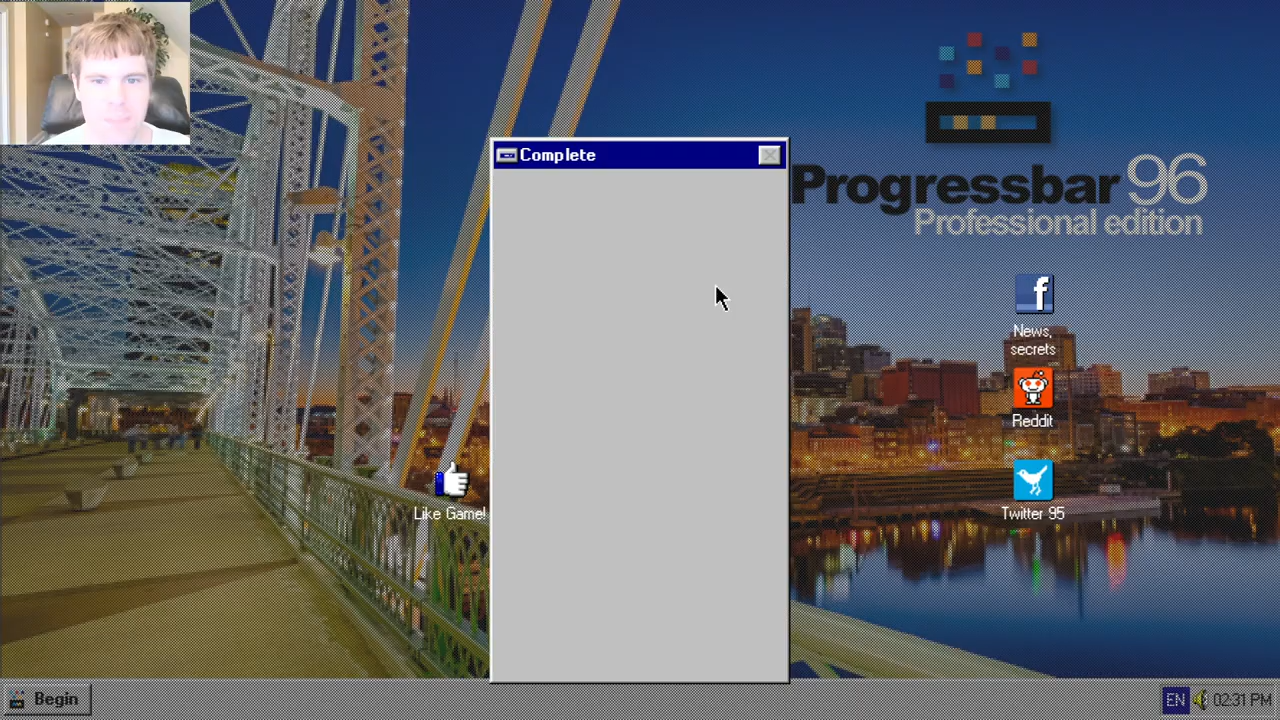 Complete
Progressbar 96
Professional edition
News,
secrets
Reddit
Like Game!
Twitter 95
Begin
EN 02:31 PM